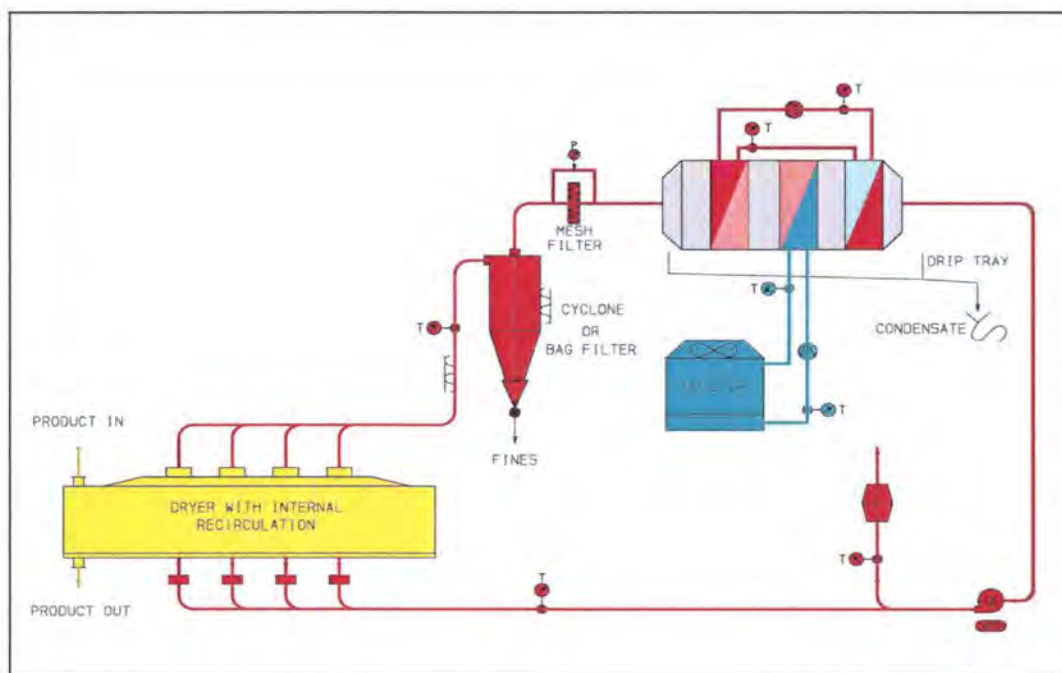 T
T
P
MESH
FILTER
DRIP TRAY
T
CYCLONE
OR
BAG FILTER
T
CONDENSATE
T
PRODUCT IN
FINES
DRYER WITH INTERNAL
RECIRCULATION
T
T
PRODUCT OUT